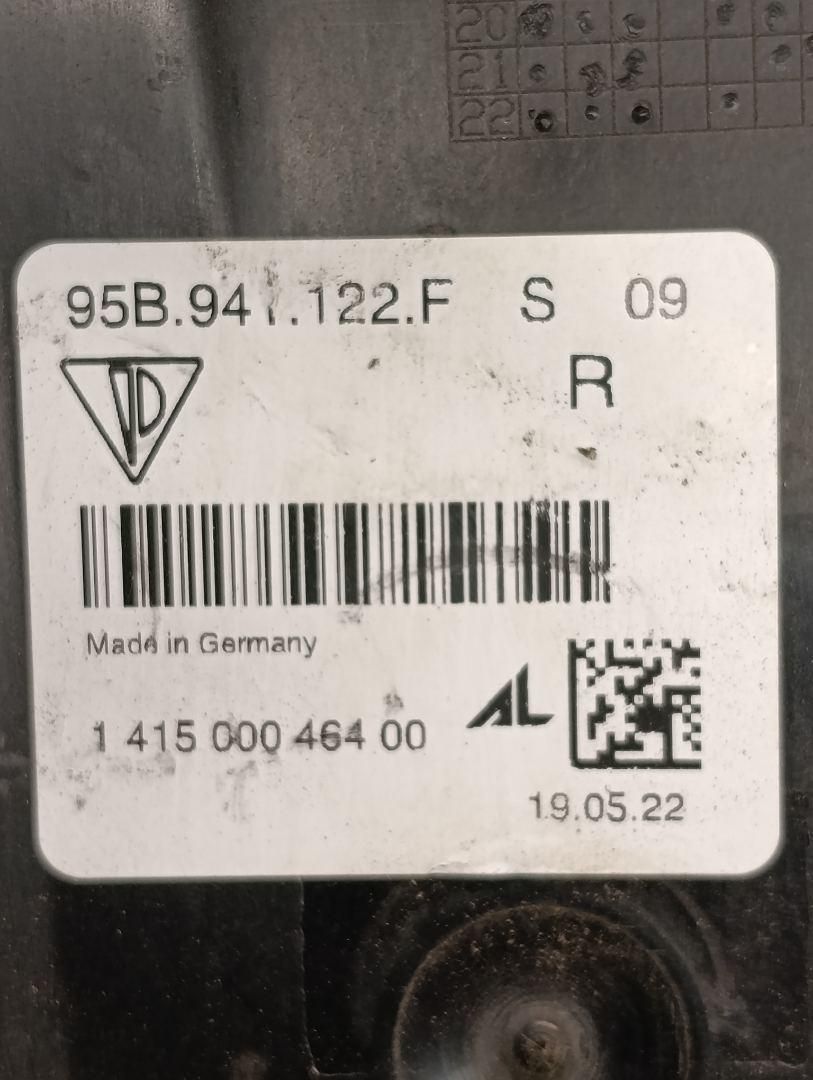 20
21
22
95B.941.122.F S 09
R
Made in Germany
AL
1 415 000 464 00
19.05.22